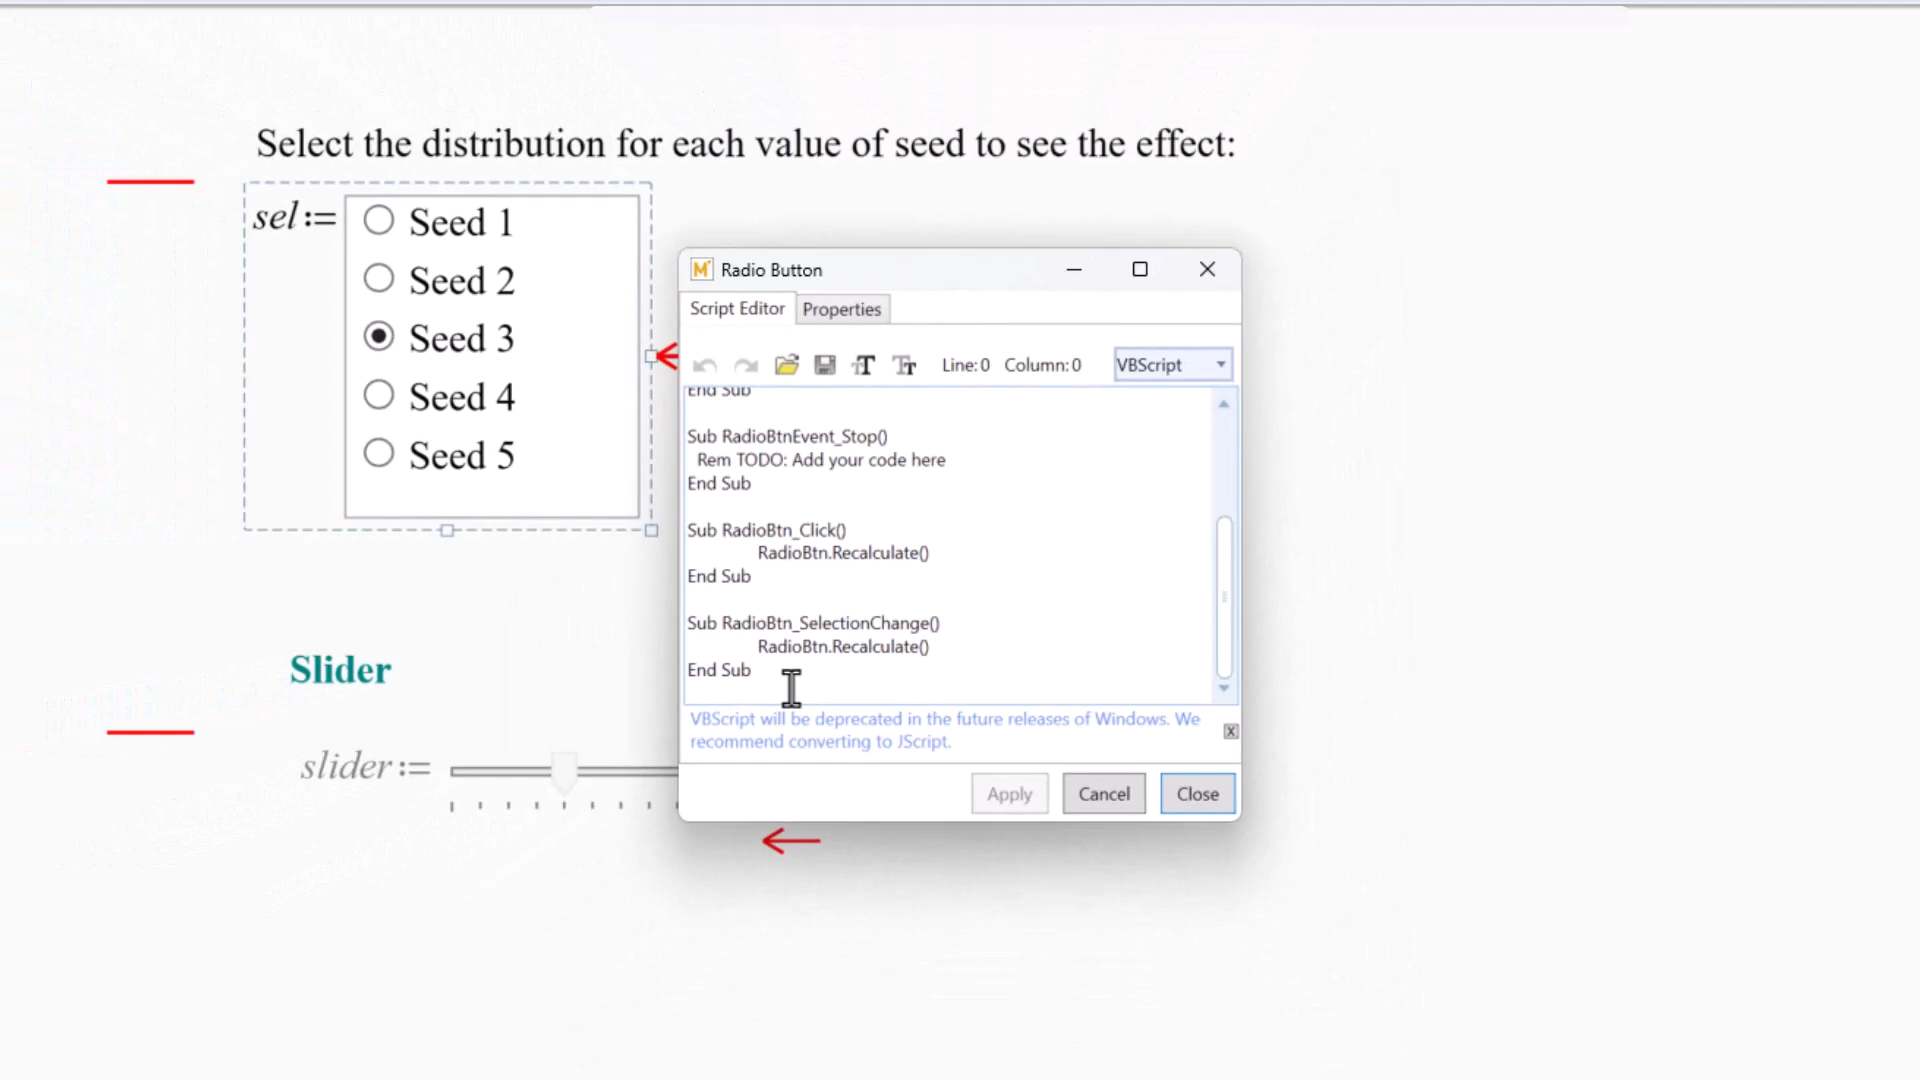 Select the distribution for each value of seed to see the effect:
sel:=
Seed 1
Seed 2
Seed 3
Seed 4
Seed 5
Slider
slider:=
Radio Button
Script Editor
Properties
Line:0 Column:0
VBScript
End Sub
Sub RadioBtnEvent_Stop()
Rem TODO: Add your code here
End Sub
Sub RadioBtn_Click()
RadioBtn.Recalculate()
End Sub
Sub RadioBtn_SelectionChange()
RadioBtn.Recalculate()
End Sub
VBScript will be deprecated in the future releases of Windows. We
recommend converting to JScript.
Apply
Cancel
Close